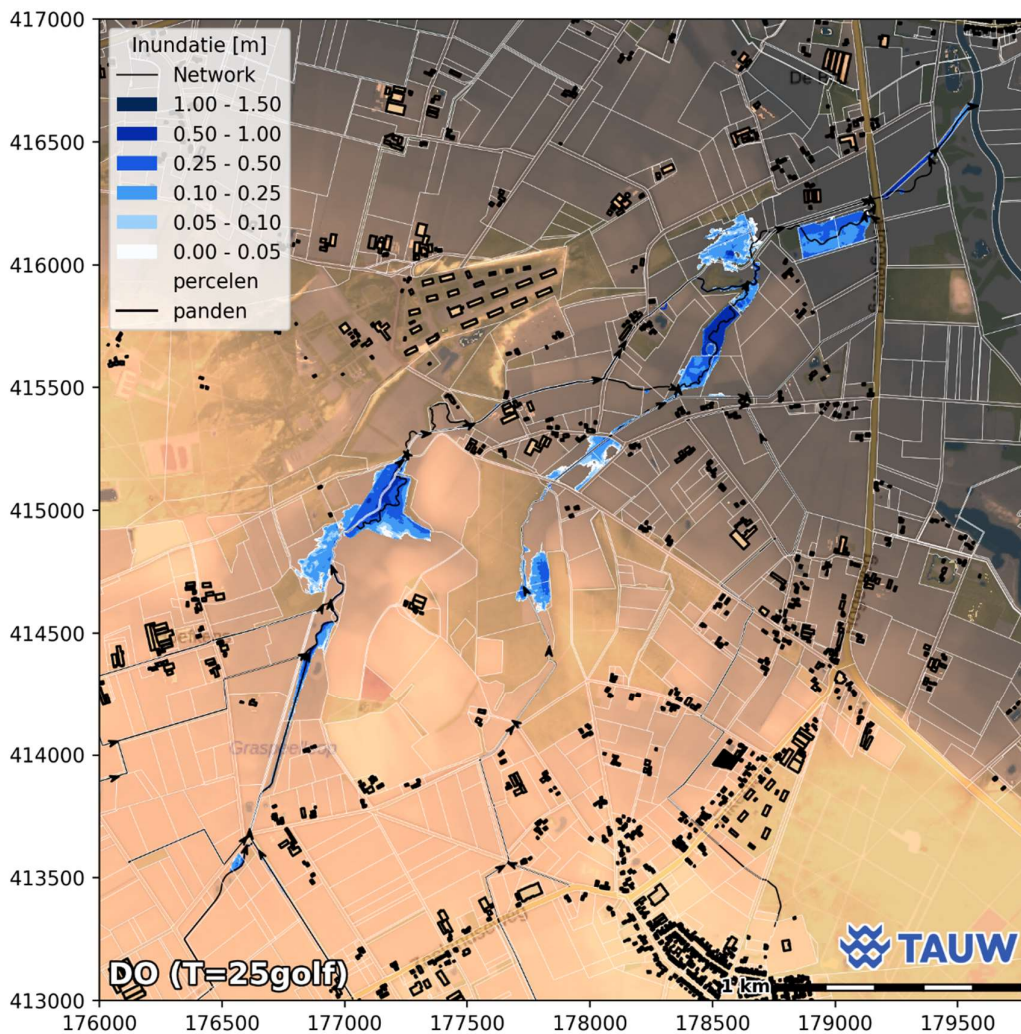 417000
416500
416000
415500
415000
414500
414000
413500
413000
Inundatie [m]
Network
1.00 - 1.50
0.50 - 1.00
0.25 - 0.50
0.10 - 0.25
0.05 - 0.10
0.00 - 0.05
percelen
panden
Graspeelloop
DO (T=25golf)
TAUW
1 km
176000 176500 177000 177500 178000 178500 179000 179500